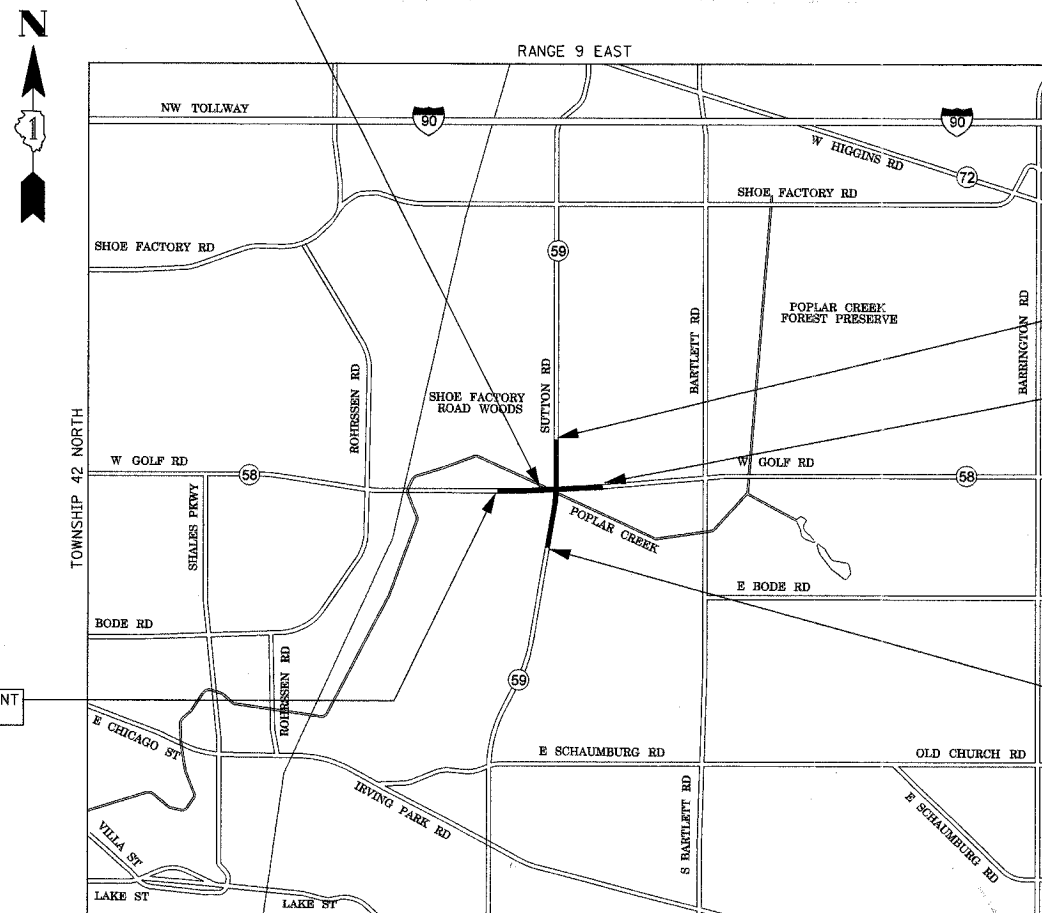 N
1
RANGE 9 EAST
NW TOLLWAY
90
90
W HIGGINS RD
72
SHOE FACTORY RD
SHOE FACTORY RD
59
POPLAR CREEK
FOREST PRESERVE
BARTLETT RD
BARRINGTON RD
ROHRSSEN RD
SHOE FACTORY
ROAD WOODS
SUTTON RD
TOWNSHIP 42 NORTH
W GOLF RD
58
W GOLF RD
58
SHALES PKWY
POPLAR CREEK
E BODE RD
BODE RD
ROHRSSEN RD
59
NT
E CHICAGO ST
E SCHAUMBURG RD
OLD CHURCH RD
IRVING PARK RD
S BARTLETT RD
E SCHAUMBURG RD
VILLA ST
LAKE ST
LAKE ST